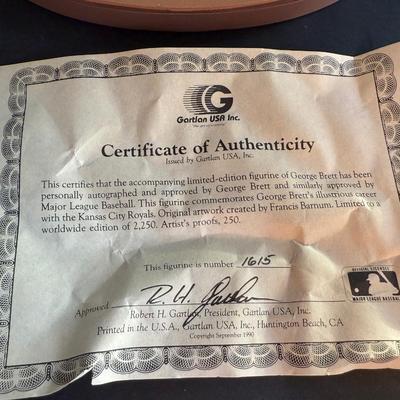 G
Gartlan USA Inc.
Certificate of Authenticity
Issued by Gartlan USA, Inc.
This certifies that the accompanying limited-edition figurine of George Brett has been
personally autographed and approved by George Brett and similarly approved by
Major League Baseball. This figurine commemorates George Brett's illustrious career
with the Kansas City Royals. Original artwork created by Francis Barnum. Limited to a
worldwide edition of 2,250. Artist's proofs, 250.
This figurine is number 1615
Approved R. H. Gartlan
Robert H. Gartlan, President, Gartlan USA, Inc.
Printed in the U.S.A., Gartlan USA, Inc., Huntington Beach, CA
Copyright September 1990
OFFICIAL LICENSEE
MAJOR LEAGUE BASEBALL